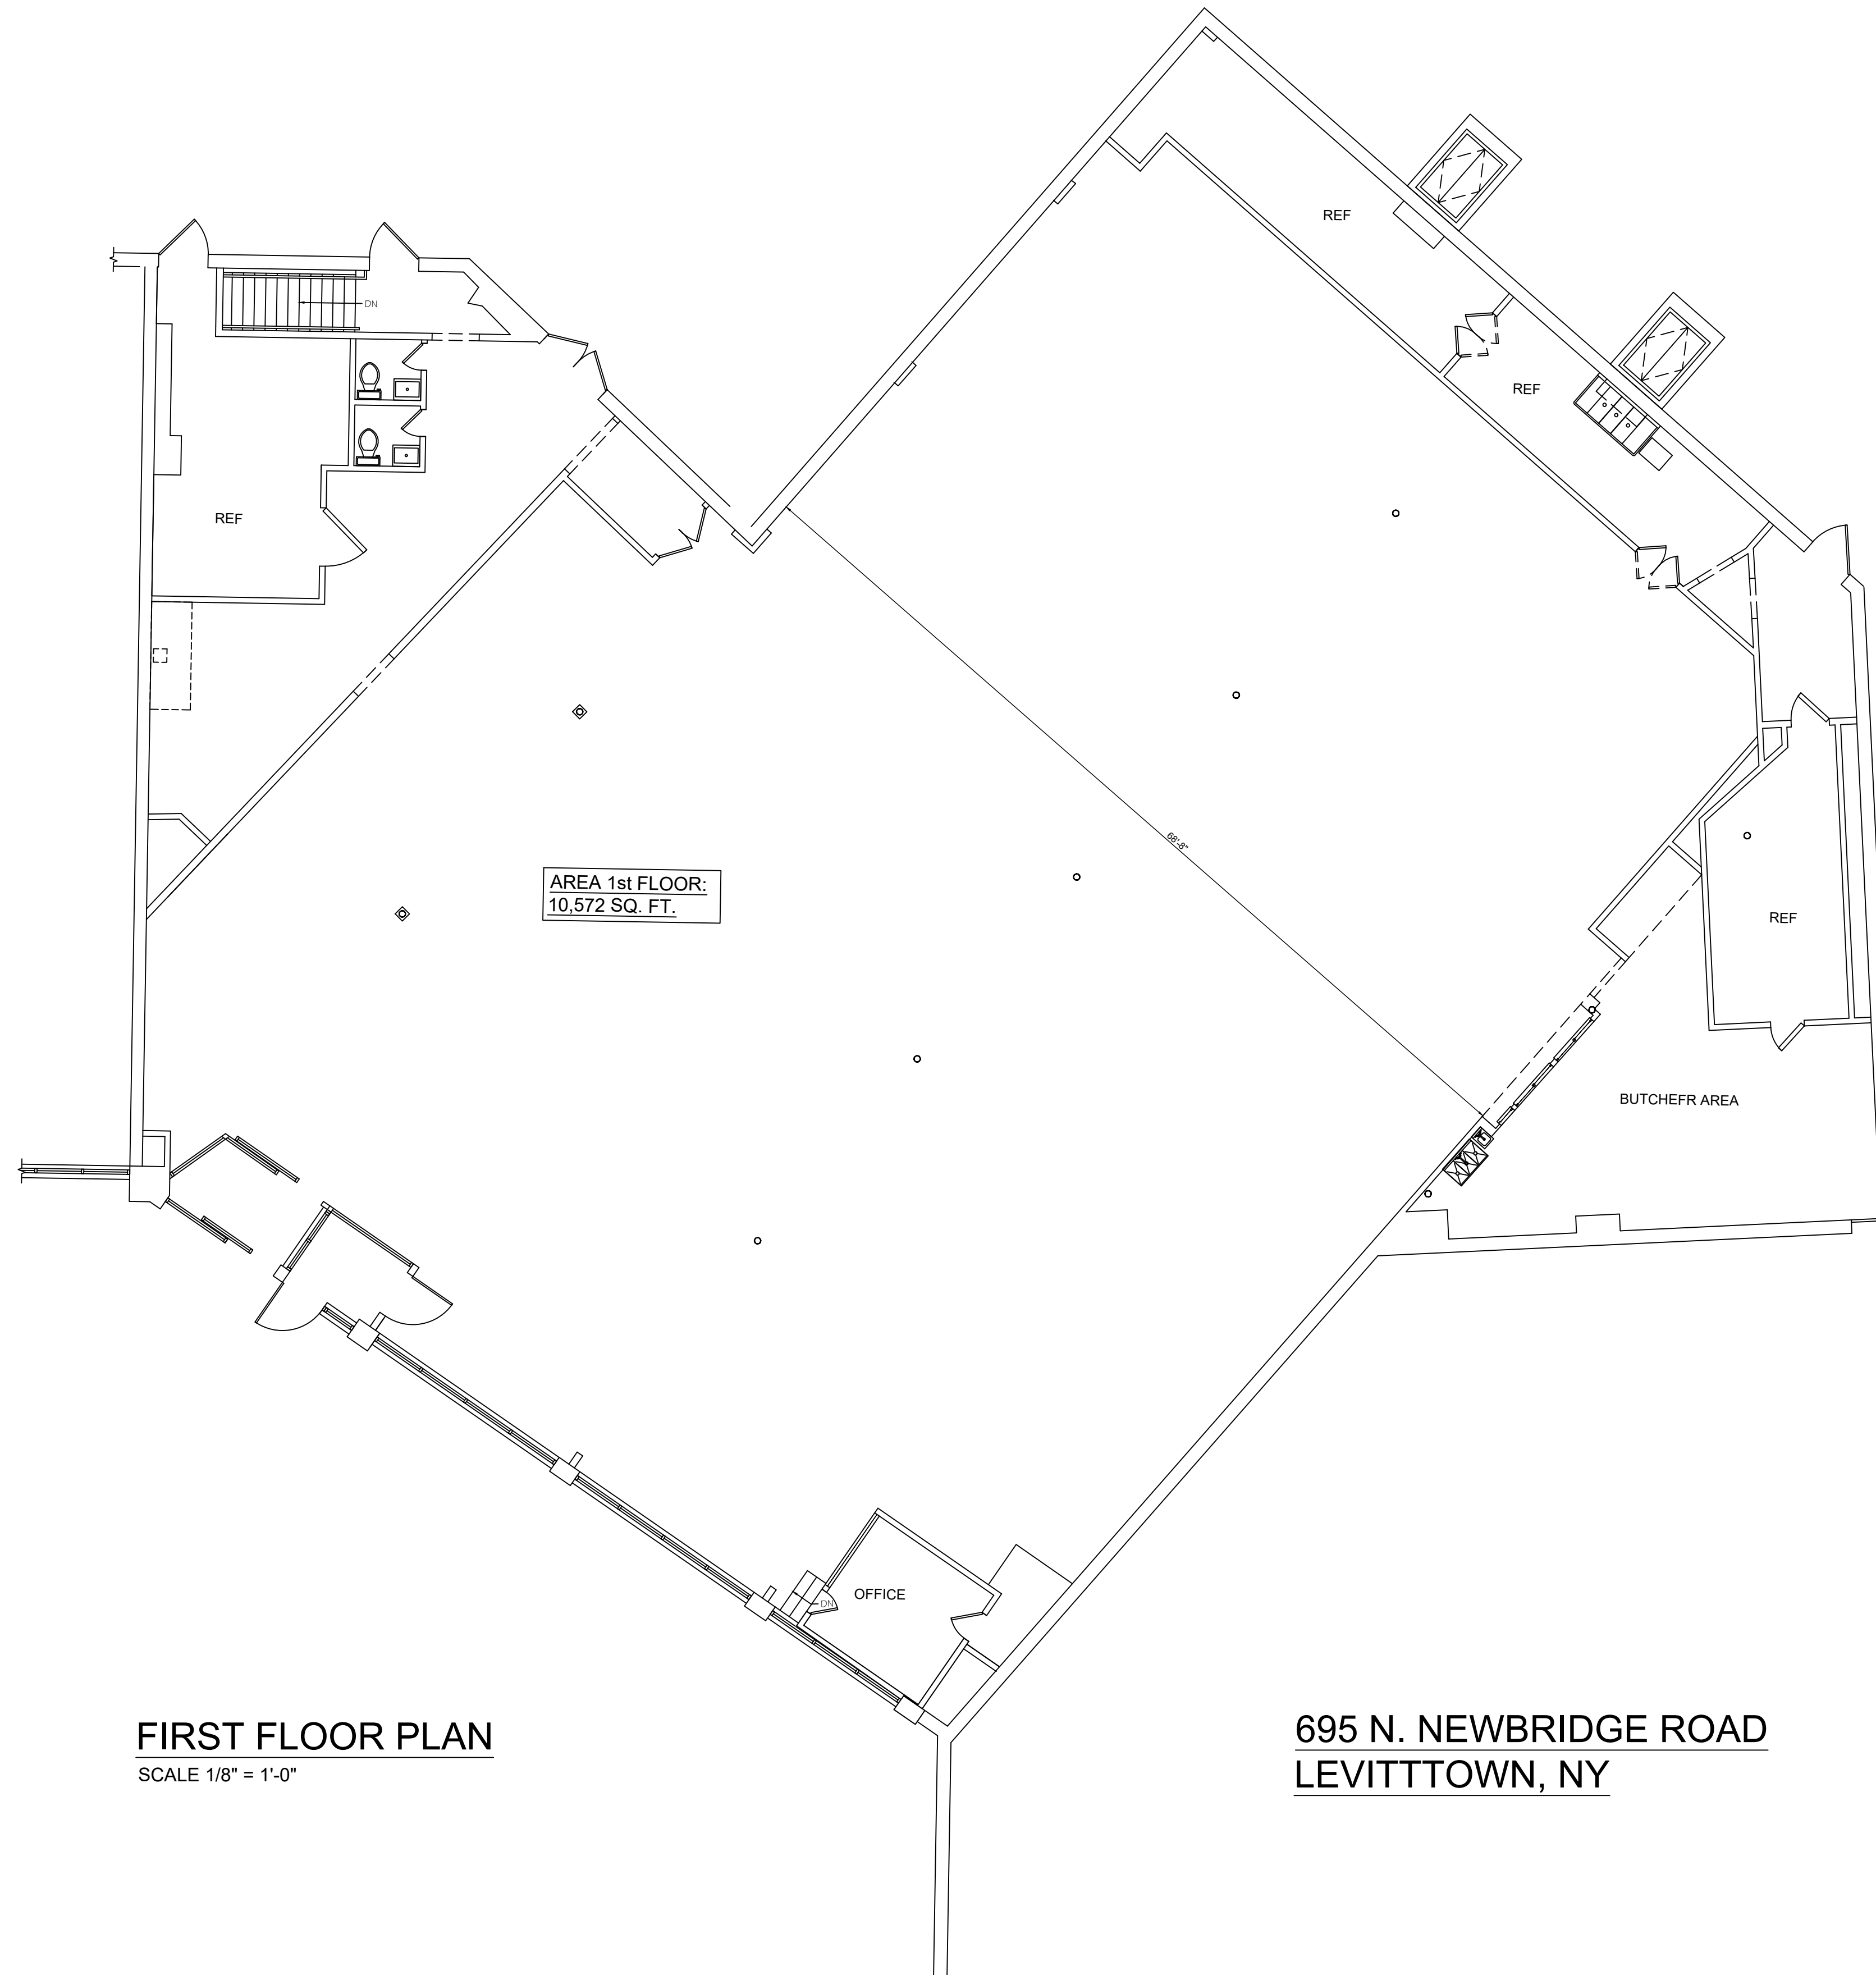 REF
DN
REF
REF
REF
68'-8"
AREA 1st FLOOR:
10,572 SQ. FT.
REF
BUTCHEFR AREA
OFFICE
DN
FIRST FLOOR PLAN
SCALE 1/8" = 1'-0"
695 N. NEWBRIDGE ROAD
LEVITTTOWN, NY